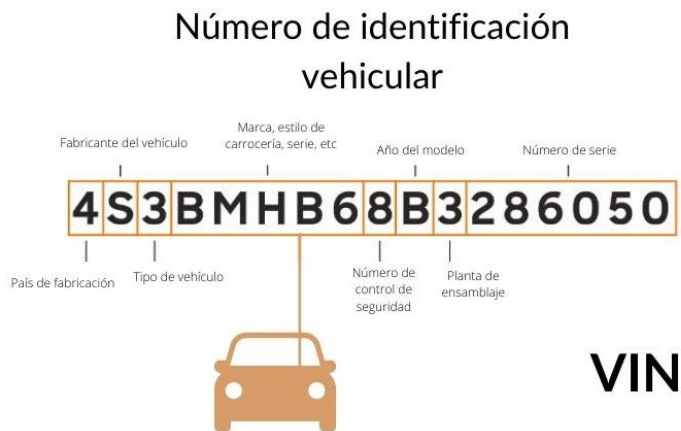 Número de identificación
vehicular
Marca, estilo de
carrocería, serie, etc
Fabricante del vehículo
Año del modelo
Número de serie
4S3BMHB68B3286050
País de fabricación
Tipo de vehículo
Número de
control de
seguridad
Planta de
ensamblaje
VIN